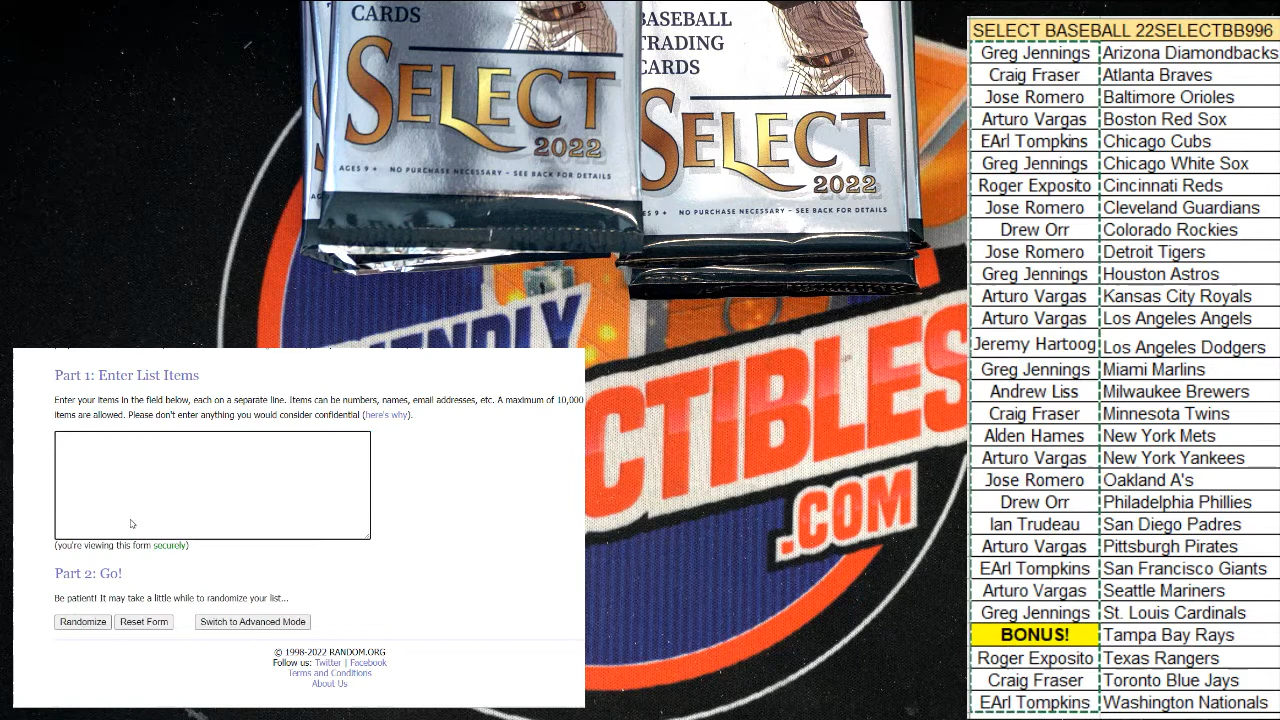 CARDS
SELECT
2022
AGES 9 + NO PURCHASE NECESSARY – SEE BACK FOR DETAILS
BASEBALL
TRADING
CARDS
SELECT
2022
ES 9 + NO PURCHASE NECESSARY – SEE BACK FOR DETAILS
IENDLY
CTIBLES
.COM
Part 1: Enter List Items
Enter your items in the field below, each on a separate line. Items can be numbers, names, email addresses, etc. A maximum of 10,000
items are allowed. Please don't enter anything you would consider confidential (here's why).
(you're viewing this form securely)
Part 2: Go!
Be patient! It may take a little while to randomize your list...
Randomize Reset Form Switch to Advanced Mode
© 1998-2022 RANDOM.ORG
Follow us: Twitter | Facebook
Terms and Conditions
About Us
SELECT BASEBALL 22SELECTBB996
Greg Jennings Arizona Diamondbacks
Craig Fraser Atlanta Braves
Jose Romero Baltimore Orioles
Arturo Vargas Boston Red Sox
EArl Tompkins Chicago Cubs
Greg Jennings Chicago White Sox
Roger Exposito Cincinnati Reds
Jose Romero Cleveland Guardians
Drew Orr Colorado Rockies
Jose Romero Detroit Tigers
Greg Jennings Houston Astros
Arturo Vargas Kansas City Royals
Arturo Vargas Los Angeles Angels
Jeremy Hartoog Los Angeles Dodgers
Greg Jennings Miami Marlins
Andrew Liss Milwaukee Brewers
Craig Fraser Minnesota Twins
Alden Hames New York Mets
Arturo Vargas New York Yankees
Jose Romero Oakland A's
Drew Orr Philadelphia Phillies
Ian Trudeau San Diego Padres
Arturo Vargas Pittsburgh Pirates
EArl Tompkins San Francisco Giants
Arturo Vargas Seattle Mariners
Greg Jennings St. Louis Cardinals
BONUS! Tampa Bay Rays
Roger Exposito Texas Rangers
Craig Fraser Toronto Blue Jays
EArl Tompkins Washington Nationals